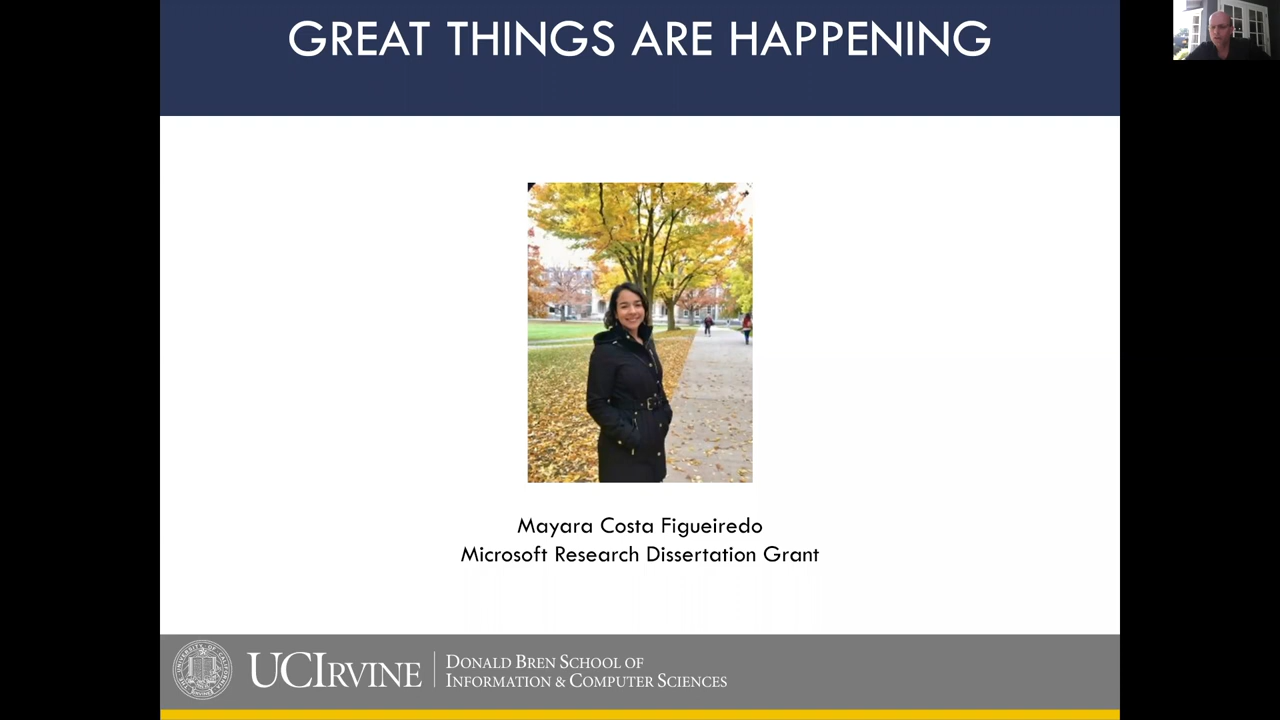 GREAT THINGS ARE HAPPENING
Mayara Costa Figueiredo
Microsoft Research Dissertation Grant
UCIRVINE
DONALD BREN SCHOOL OF
INFORMATION & COMPUTER SCIENCES